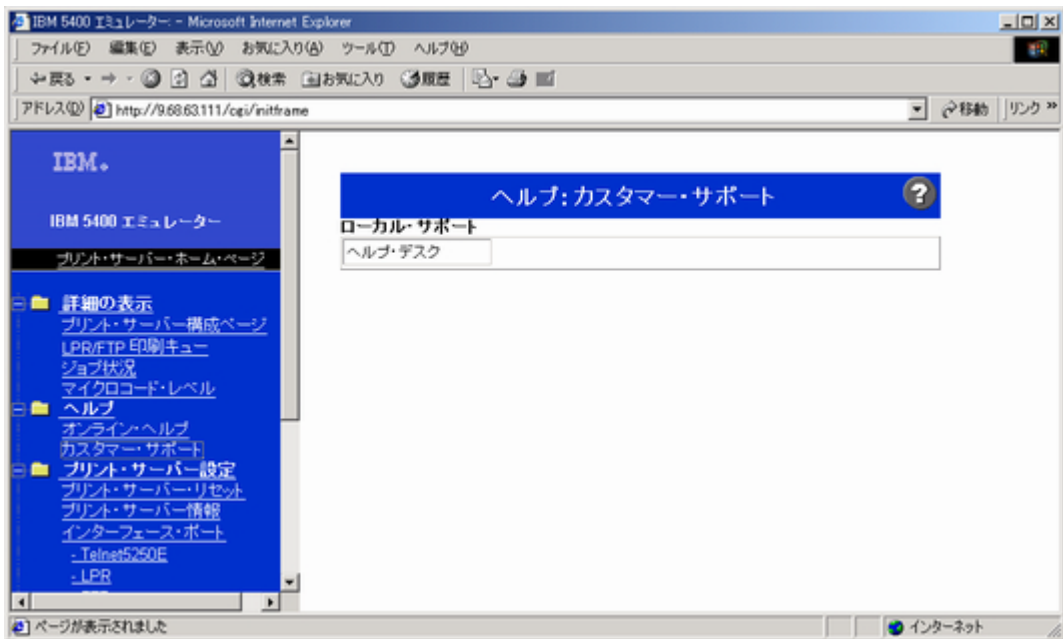 IBM 5400 エミュレーター: - Microsoft Internet Explorer
ファイル(F) 編集(E) 表示(V) お気に入り(A) ツール(T) ヘルプ(H)
戻る 検索 お気に入り 履歴
アドレス(D) http://9.68.63.111/cgi/initframe 移動 リンク »
IBM.
IBM 5400 エミュレーター
プリント・サーバー・ホーム・ページ
詳細の表示
プリント・サーバー構成ページ
LPR/FTP 印刷キュー
ジョブ状況
マイクロコード・レベル
ヘルプ
オンライン・ヘルプ
カスタマー・サポート
プリント・サーバー設定
プリント・サーバー・リセット
プリント・サーバー情報
インターフェース・ポート
- Telnet5250E
- LPR
ヘルプ: カスタマー・サポート ?
ローカル・サポート
ヘルプ・デスク
ページが表示されました インターネット